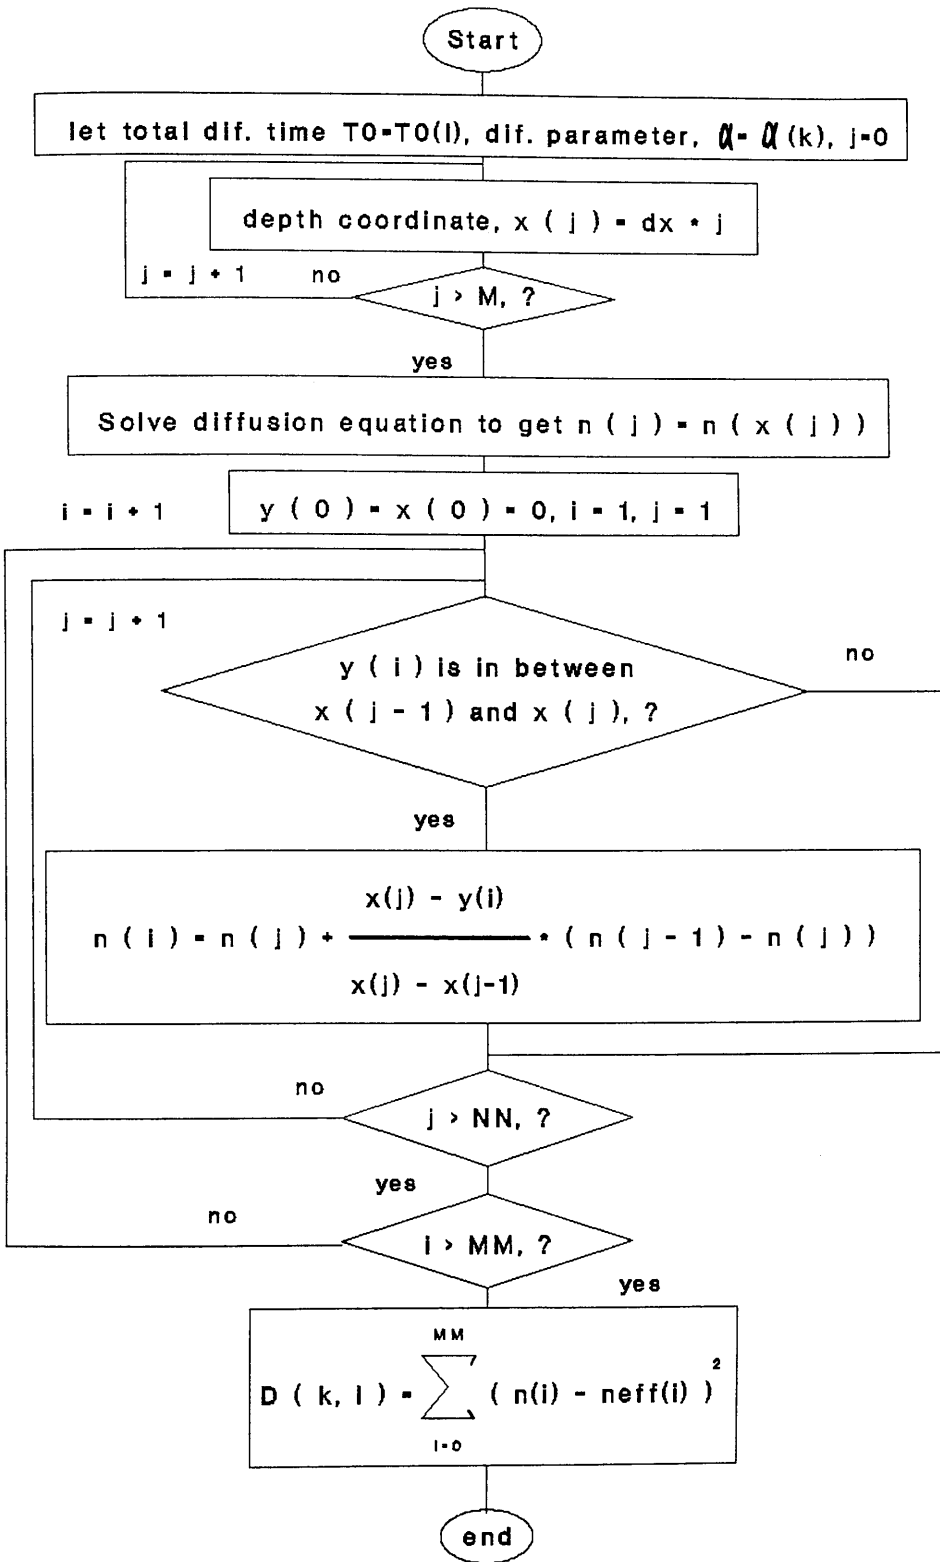 Start
let total dif. time TO=TO(l), dif. parameter, α= α(k), j=0
depth coordinate, x ( j ) = dx * j
j = j + 1 no
j > M, ?
yes
Solve diffusion equation to get n ( j ) = n ( x ( j ) )
i = i + 1
y ( 0 ) = x ( 0 ) = 0, i = 1, j = 1
j = j + 1
no
y ( i ) is in between
x ( j - 1 ) and x ( j ), ?
yes
x(j) - y(i)
n ( i ) = n ( j ) + * ( n ( j - 1 ) - n ( j ) )
x(j) - x(j-1)
no
j > NN, ?
yes
no
i > MM, ?
yes
MM
2
D ( k, l ) = ∑ ( n(i) - neff(i) )
i=0
end